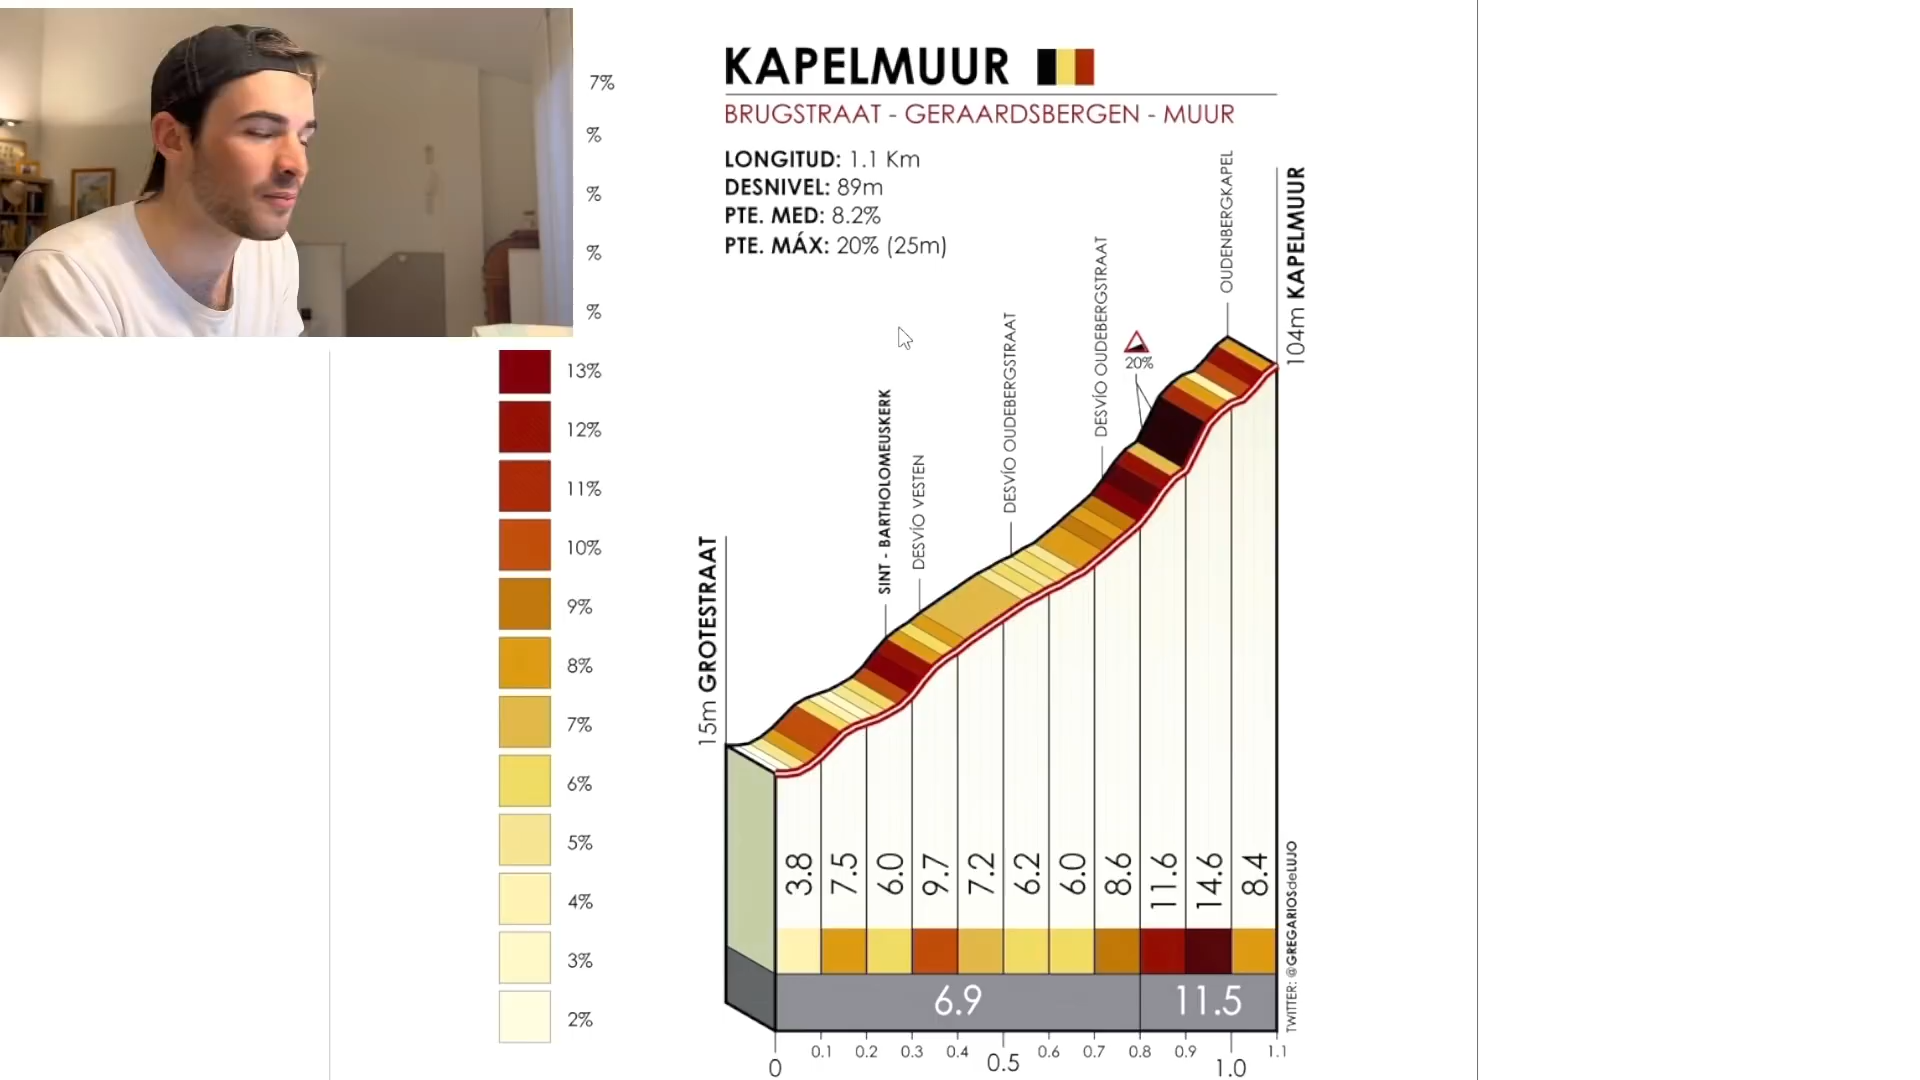 7%
%
%
%
%
13%
12%
11%
10%
9%
8%
7%
6%
5%
4%
3%
2%
KAPELMUUR
BRUGSTRAAT - GERAARDSBERGEN - MUUR
LONGITUD: 1.1 Km
DESNIVEL: 89m
PTE. MED: 8.2%
PTE. MÁX: 20% (25m)
15m GROTESTRAAT
SINT - BARTHOLOMEUSKERK
DESVÍO VESTEN
DESVÍO OUDEBERGSTRAAT
DESVÍO OUDEBERGSTRAAT
20%
OUDENBERGKAPEL
104m KAPELMUUR
3.8 7.5 6.0 9.7 7.2 6.2 6.0 8.6 11.6 14.6 8.4
6.9 11.5
0 0.1 0.2 0.3 0.4 0.5 0.6 0.7 0.8 0.9 1.0 1.1
TWITTER: @GREGARIOSdeLUJO